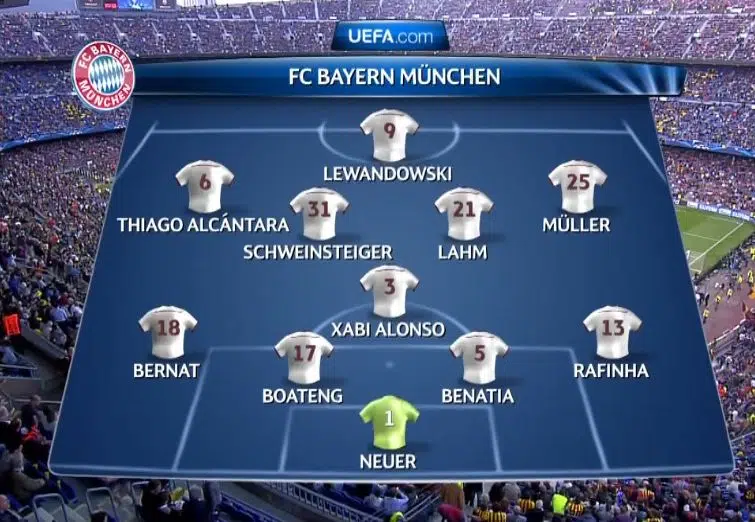 UEFA.com
FC BAYERN MÜNCHEN
FC BAYERN
MÜNCHEN
9
LEWANDOWSKI
6
THIAGO ALCÁNTARA
31
SCHWEINSTEIGER
21
LAHM
25
MÜLLER
3
XABI ALONSO
18
BERNAT
17
BOATENG
5
BENATIA
13
RAFINHA
1
NEUER